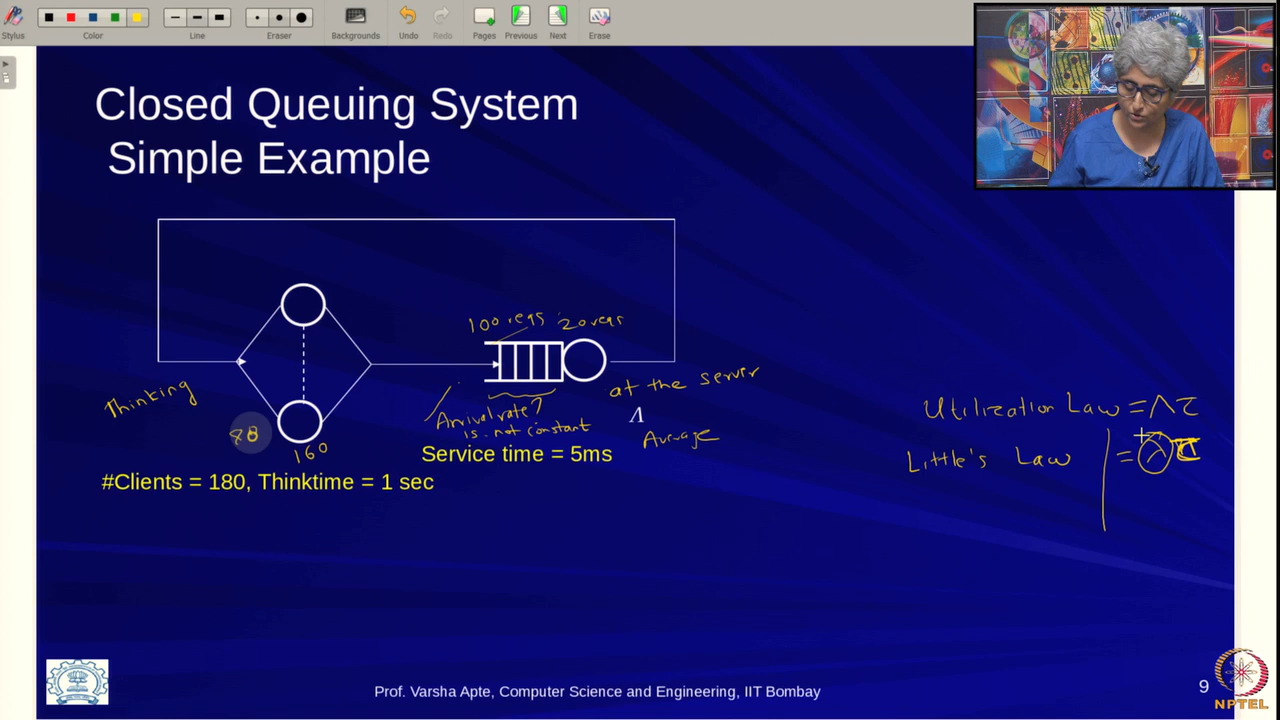 Stylus Color Line Eraser Backgrounds Undo Redo Pages Previous Next Erase
Closed Queuing System
Simple Example
100 reqs 20 reqs
Thinking
Arrival rate?
is not constant
at the server
Λ
Average
80
160
Service time = 5ms
#Clients = 180, Thinktime = 1 sec
Utilization Law = Λτ
Little's Law = λ
Prof. Varsha Apte, Computer Science and Engineering, IIT Bombay
9
NPTEL